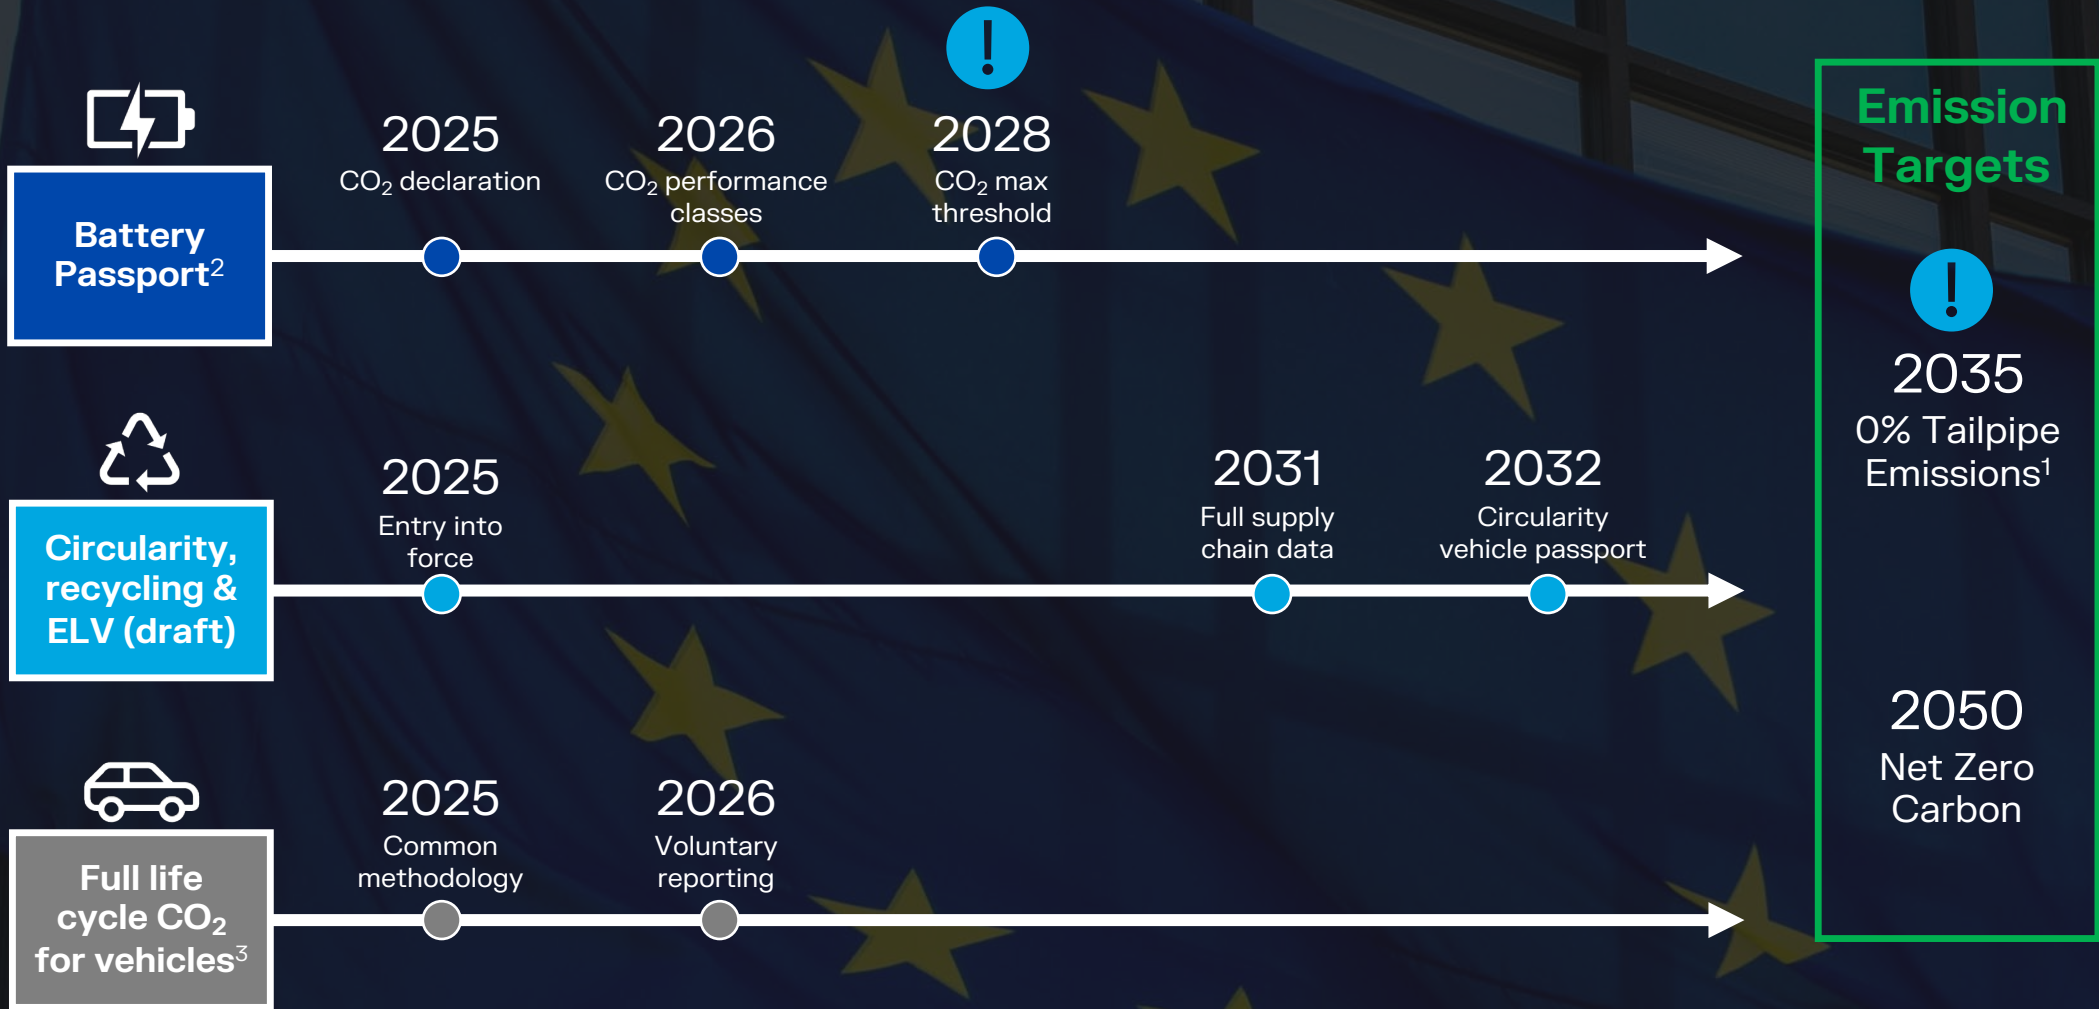 2025
CO₂ declaration
2026
CO₂ performance
classes
!
2028
CO₂ max
threshold
Battery
Passport²
2025
Entry into
force
2031
Full supply
chain data
2032
Circularity
vehicle passport
Circularity,
recycling &
ELV (draft)
2025
Common
methodology
2026
Voluntary
reporting
Full life
cycle CO₂
for vehicles³
Emission
Targets
!
2035
0% Tailpipe
Emissions¹
2050
Net Zero
Carbon